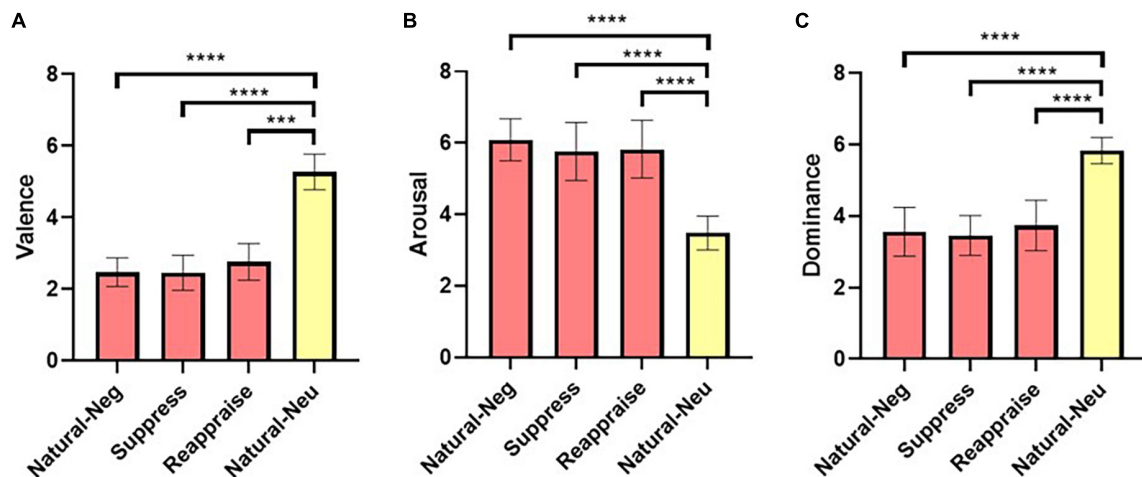 A
****
****
***
Valence
8
6
4
2
0
Natural-Neg
Suppress
Reappraise
Natural-Neu
B
****
****
****
Arousal
8
6
4
2
0
Natural-Neg
Suppress
Reappraise
Natural-Neu
C
****
****
****
Dominance
8
6
4
2
0
Natural-Neg
Suppress
Reappraise
Natural-Neu